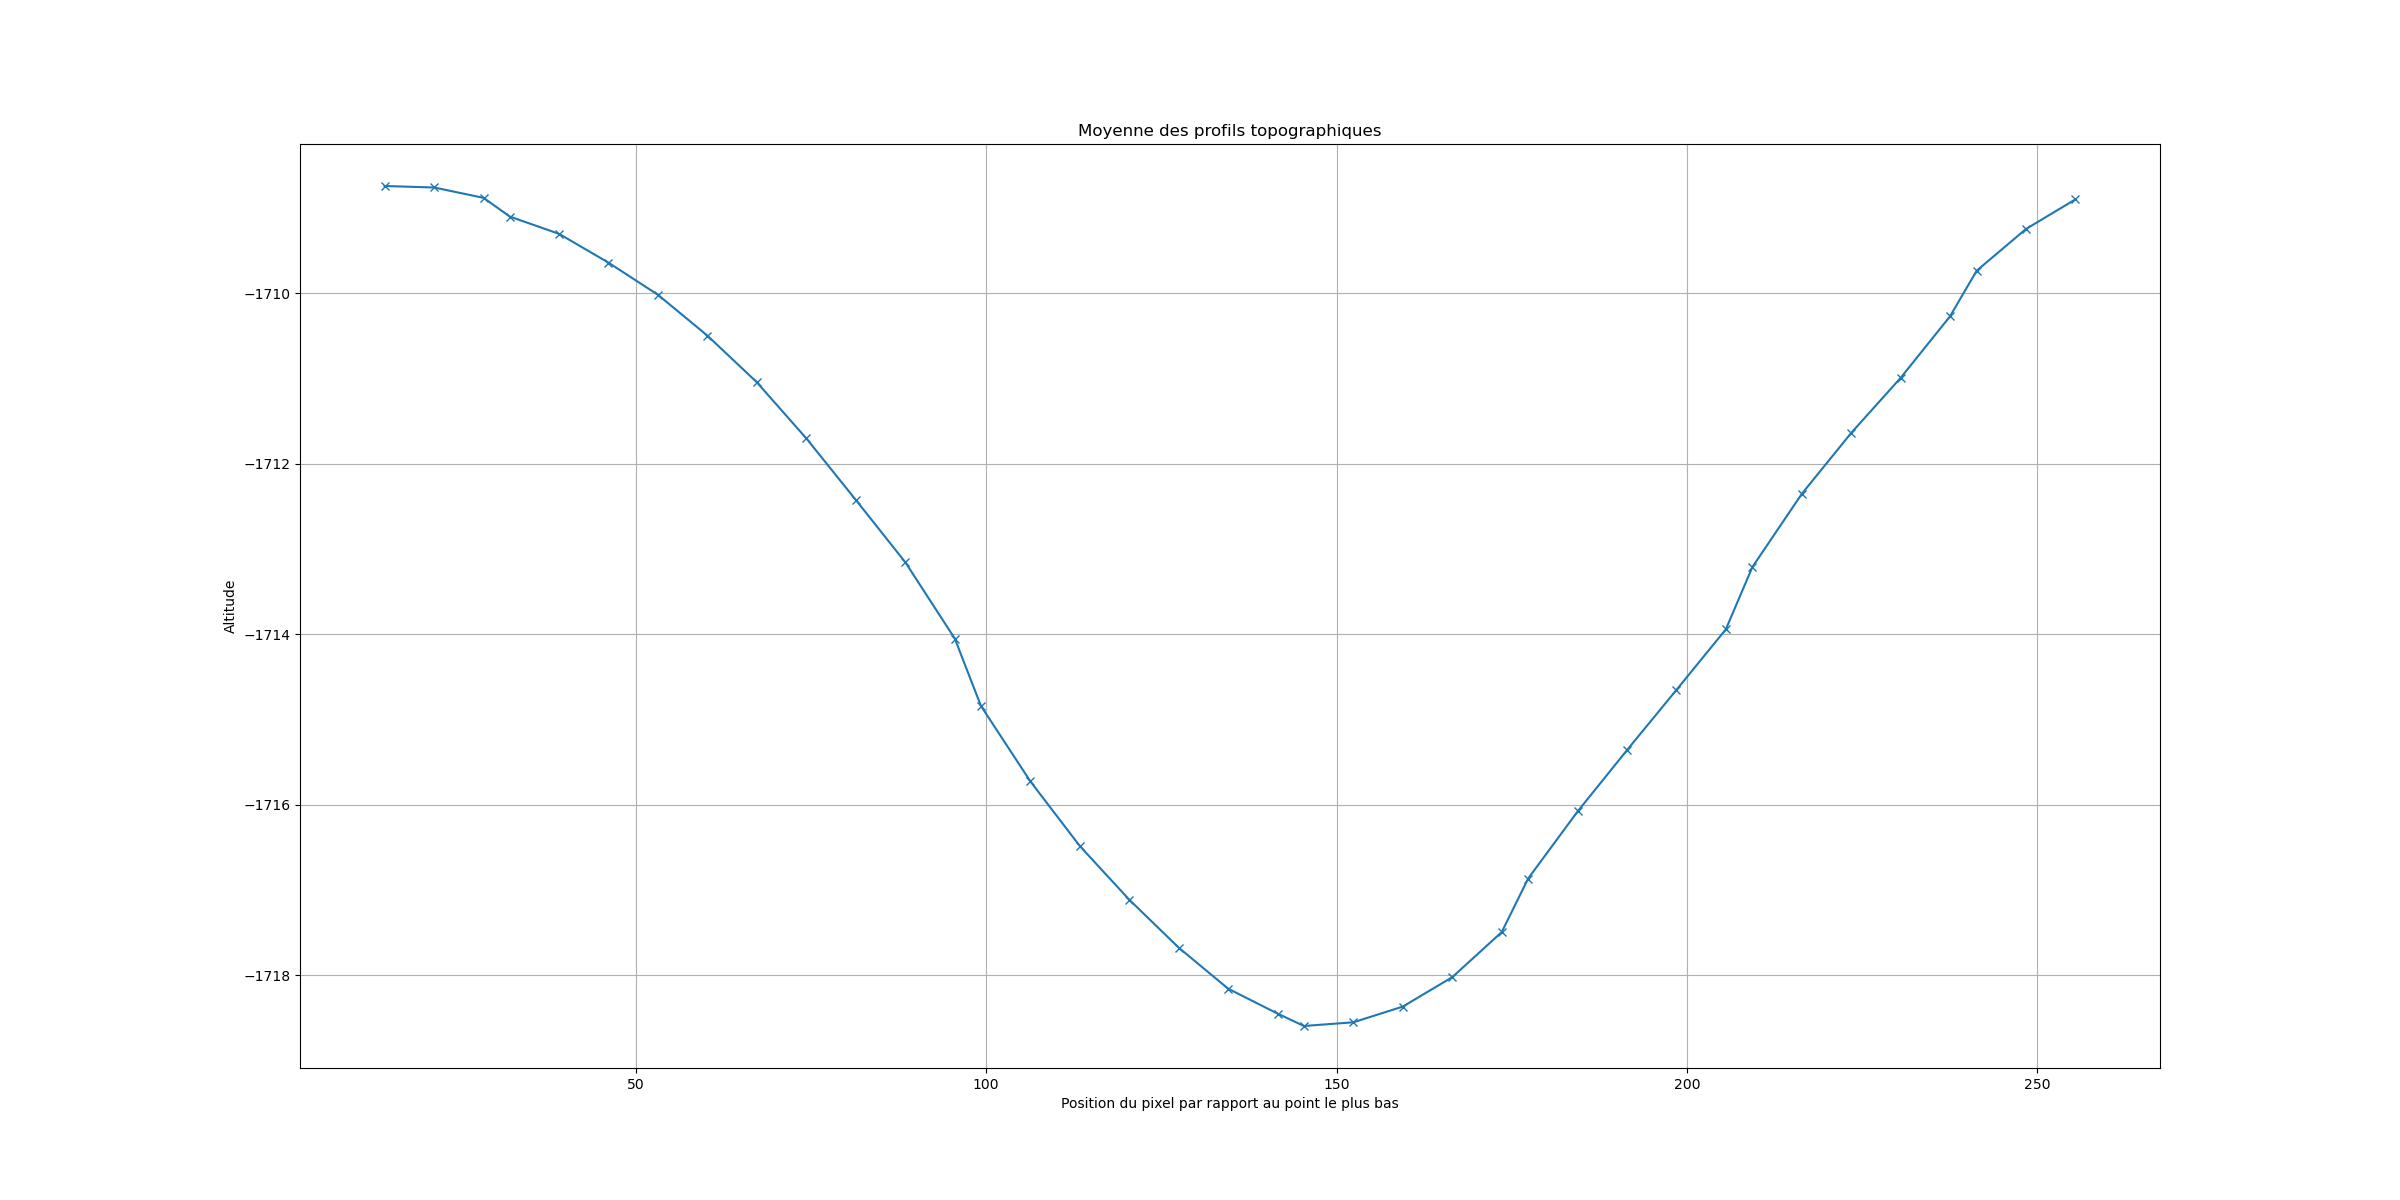 Moyenne des profils topographiques
Altitude
−1710
−1712
−1714
−1716
−1718
50 100 150 200 250
Position du pixel par rapport au point le plus bas